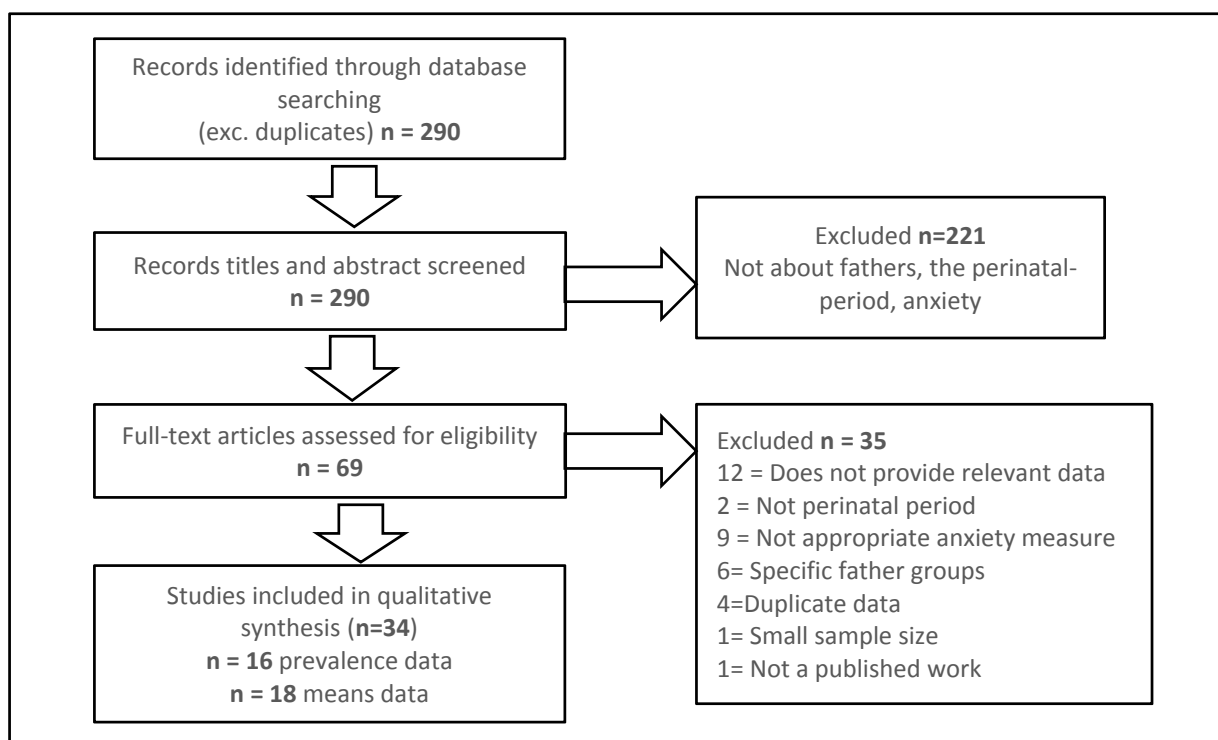 Records identified through database
searching
(exc. duplicates) n = 290
Records titles and abstract screened
n = 290
Excluded n=221
Not about fathers, the perinatal-
period, anxiety
Full-text articles assessed for eligibility
n = 69
Excluded n = 35
12 = Does not provide relevant data
2 = Not perinatal period
9 = Not appropriate anxiety measure
6= Specific father groups
4=Duplicate data
1= Small sample size
1= Not a published work
Studies included in qualitative
synthesis (n=34)
n = 16 prevalence data
n = 18 means data